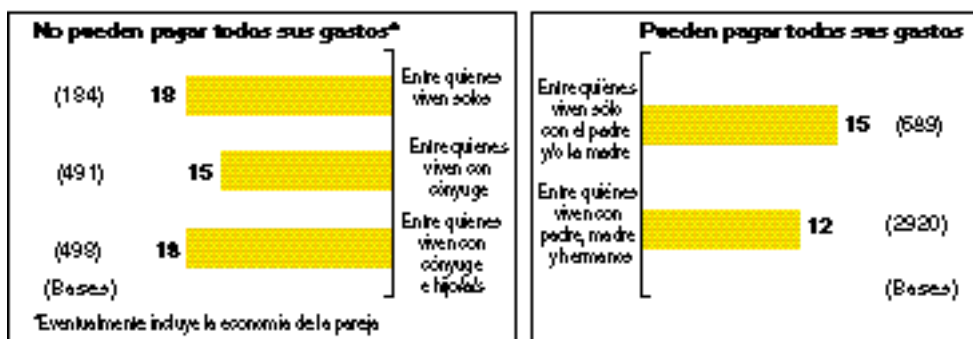 No pueden pagar todos sus gastos*
(184) 18 Entre quienes
viven solos
(491) 15 Entre quienes
viven con
cónyuge
(498) 18 Entre quienes
viven con
cónyuge
e hijo/a/s
(Bases)
*Eventualmente incluye la economía de la pareja
Pueden pagar todos sus gastos
Entre quiénes
viven sólo
con el padre
y/o la madre
15 (589)
Entre quiénes
viven con
padre, madre
y hermanos
12 (2920)
(Bases)